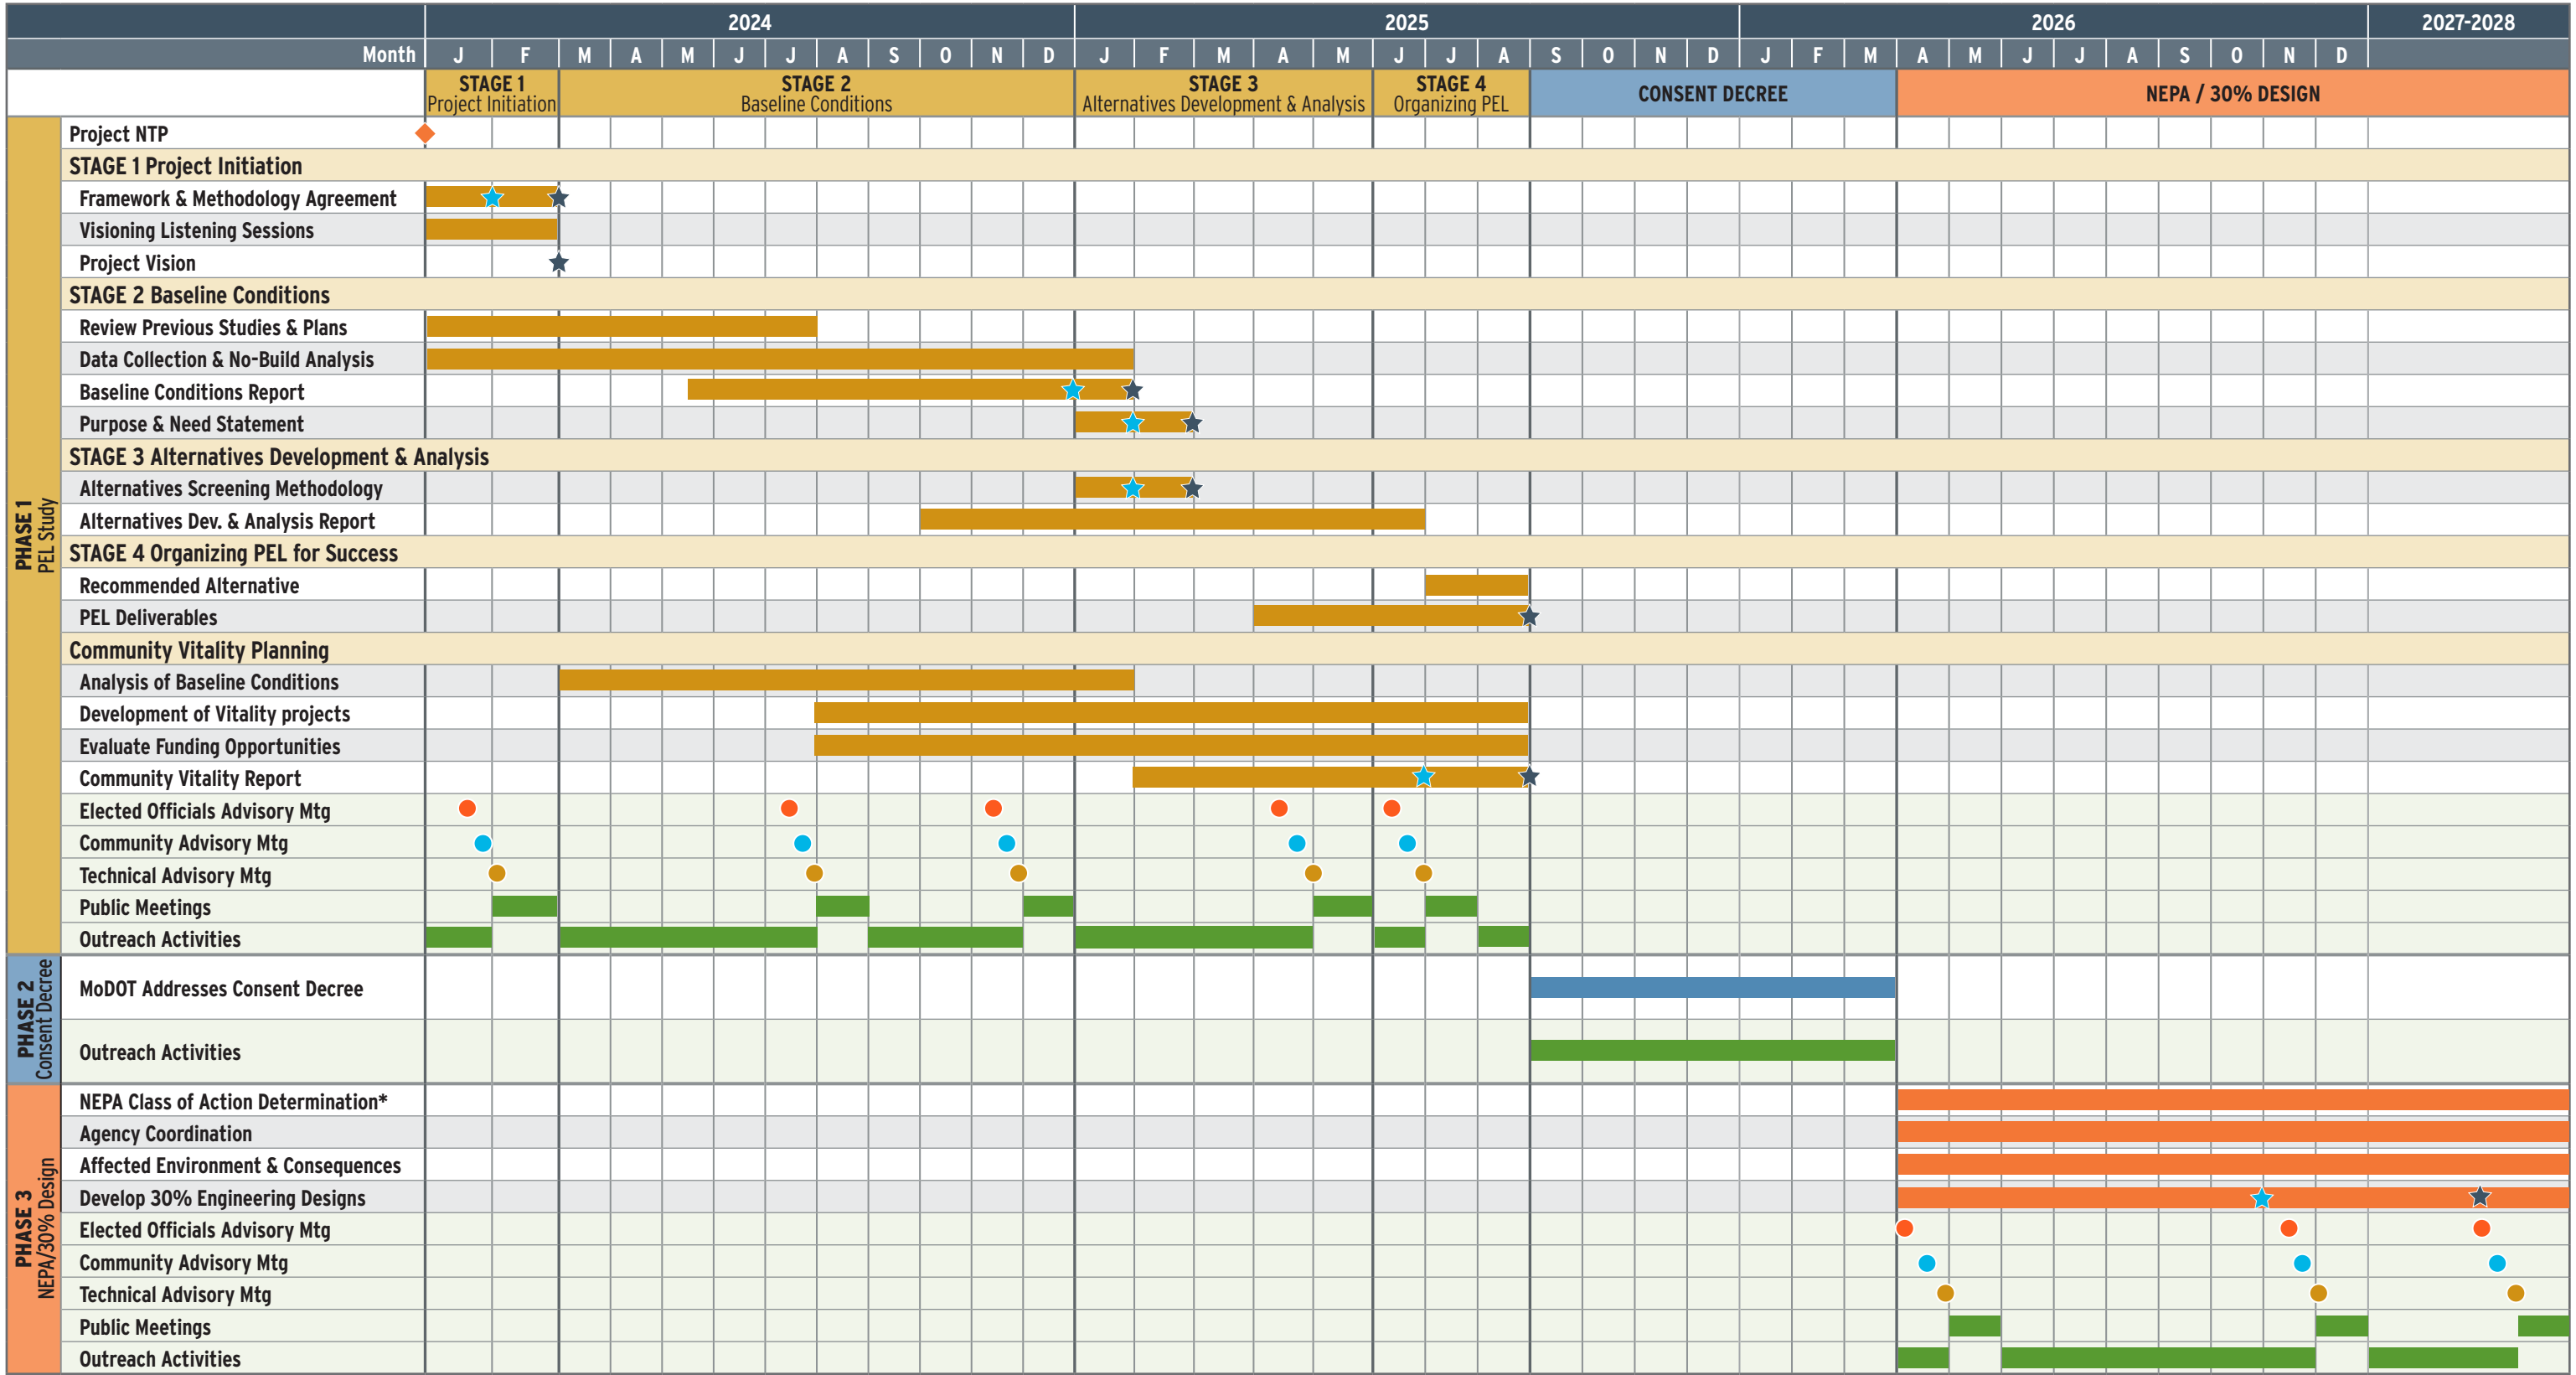 2024 2025 2026 2027-2028
Month J F M A M J J A S O N D J F M A M J J A S O N D J F M A M J J A S O N D
STAGE 1 STAGE 2 STAGE 3 STAGE 4 CONSENT DECREE NEPA / 30% DESIGN
Project Initiation Baseline Conditions Alternatives Development & Analysis Organizing PEL
PHASE 1
PEL Study
Project NTP
STAGE 1 Project Initiation
Framework & Methodology Agreement
Visioning Listening Sessions
Project Vision
STAGE 2 Baseline Conditions
Review Previous Studies & Plans
Data Collection & No-Build Analysis
Baseline Conditions Report
Purpose & Need Statement
STAGE 3 Alternatives Development & Analysis
Alternatives Screening Methodology
Alternatives Dev. & Analysis Report
STAGE 4 Organizing PEL for Success
Recommended Alternative
PEL Deliverables
Community Vitality Planning
Analysis of Baseline Conditions
Development of Vitality projects
Evaluate Funding Opportunities
Community Vitality Report
Elected Officials Advisory Mtg
Community Advisory Mtg
Technical Advisory Mtg
Public Meetings
Outreach Activities
PHASE 2
Consent Decree
MoDOT Addresses Consent Decree
Outreach Activities
PHASE 3
NEPA/30% Design
NEPA Class of Action Determination*
Agency Coordination
Affected Environment & Consequences
Develop 30% Engineering Designs
Elected Officials Advisory Mtg
Community Advisory Mtg
Technical Advisory Mtg
Public Meetings
Outreach Activities